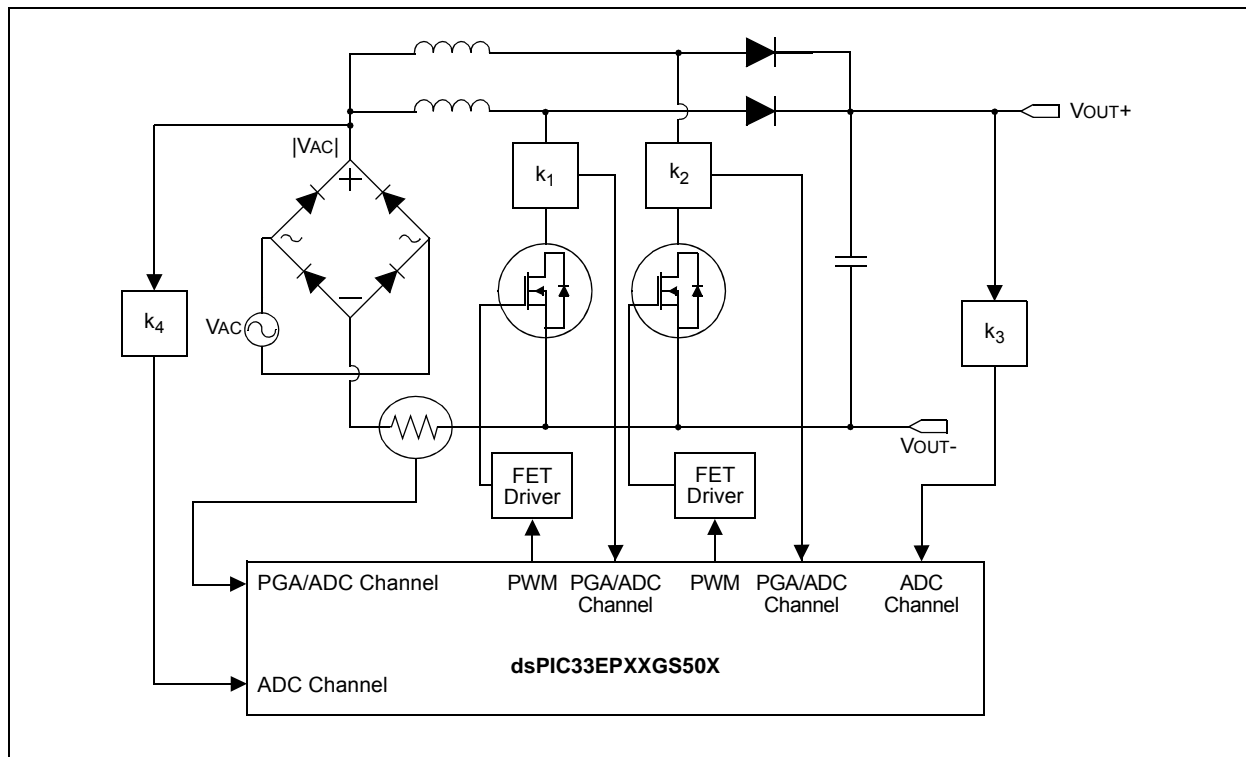 VOUT+
|VAC|
k1
k2
k4
VAC
k3
VOUT-
FET
Driver
FET
Driver
PGA/ADC Channel
PWM
PGA/ADC
Channel
PWM
PGA/ADC
Channel
ADC
Channel
dsPIC33EPXXGS50X
ADC Channel